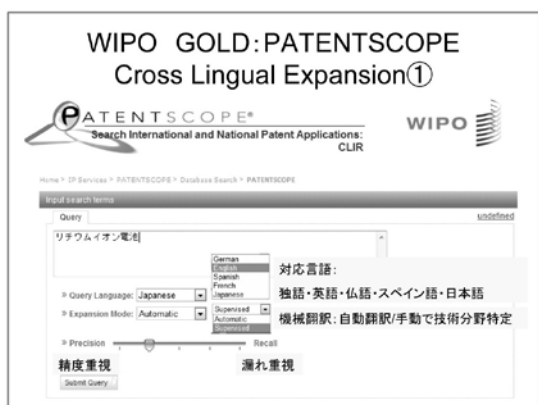 WIPO GOLD:PATENTSCOPE
Cross Lingual Expansion①
PATENTSCOPE®
Search International and National Patent Applications:
CLIR
WIPO
Home > IP Services > PATENTSCOPE > Database Search > PATENTSCOPE
Input search terms
Query
undefined
リチウムイオン電池
German
English
Spanish
French
Japanese
対応言語:
独語・英語・仏語・スペイン語・日本語
» Query Language: Japanese
» Expansion Mode: Automatic
Supervised
Automatic
Supervised
機械翻訳:自動翻訳/手動で技術分野特定
» Precision
Recall
精度重視
漏れ重視
Submit Query